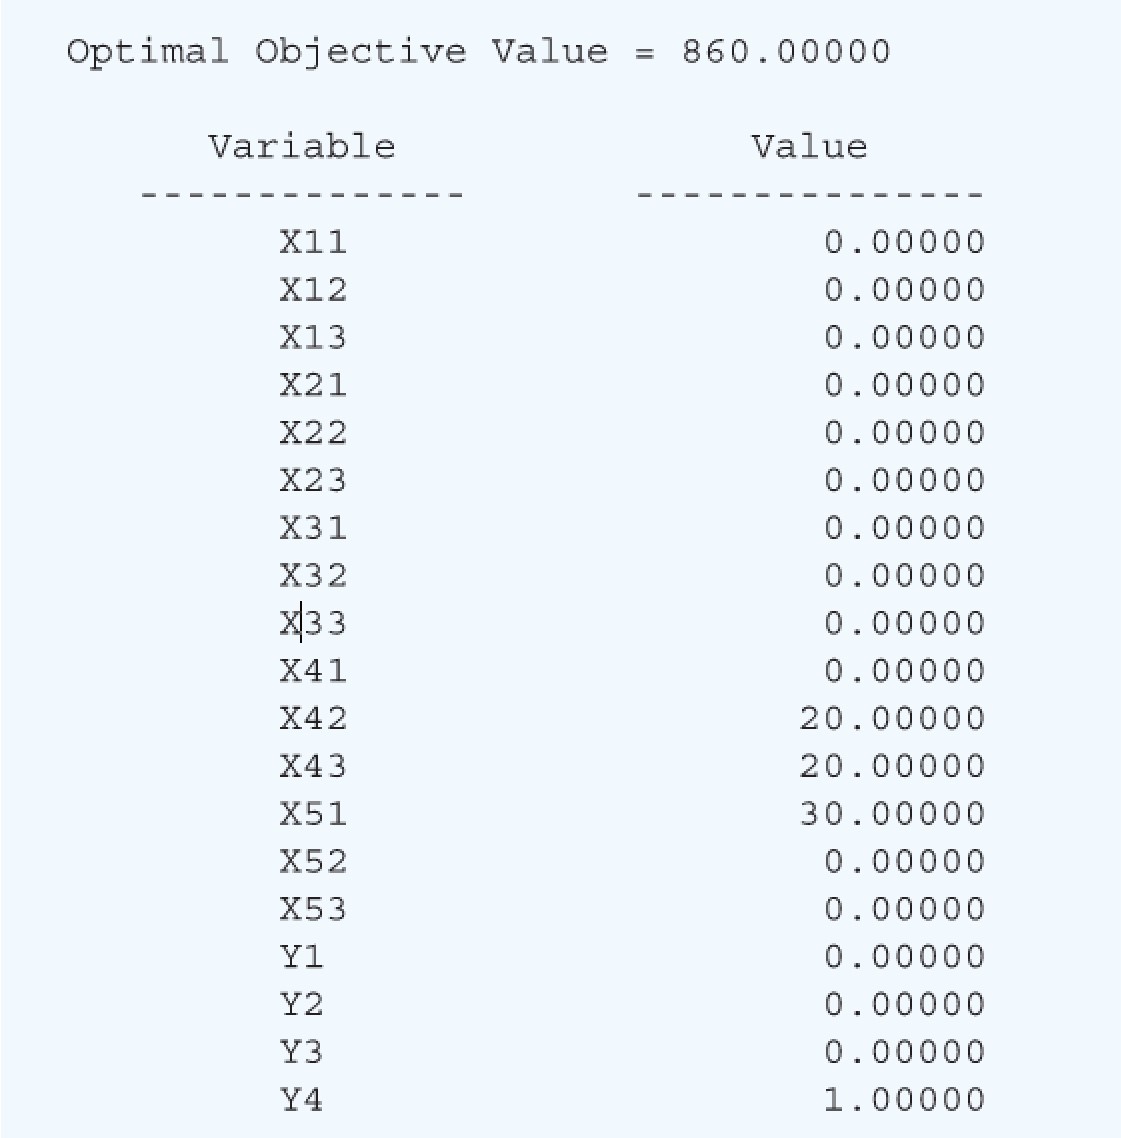 Optimal Objective Value = 860.00000
Variable Value
-------------- ---------------
X11 0.00000
X12 0.00000
X13 0.00000
X21 0.00000
X22 0.00000
X23 0.00000
X31 0.00000
X32 0.00000
X33 0.00000
X41 0.00000
X42 20.00000
X43 20.00000
X51 30.00000
X52 0.00000
X53 0.00000
Y1 0.00000
Y2 0.00000
Y3 0.00000
Y4 1.00000